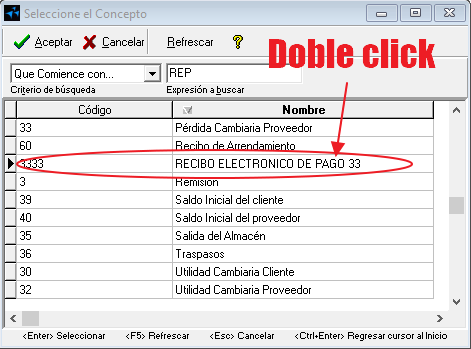 Seleccione el Concepto
Aceptar Cancelar Refrescar ?
Doble click
Que Comience con... REP
Criterio de búsqueda Expresión a buscar
Código Nombre
33 Pérdida Cambiaria Proveedor
60 Recibo de Arrendamiento
3333 RECIBO ELECTRONICO DE PAGO 33
3 Remisión
39 Saldo Inicial del cliente
40 Saldo Inicial del proveedor
35 Salida del Almacén
36 Traspasos
30 Utilidad Cambiaria Cliente
32 Utilidad Cambiaria Proveedor
<Enter> Seleccionar <F5> Refrescar <Esc> Cancelar <Ctrl+Enter> Regresar cursor al Inicio